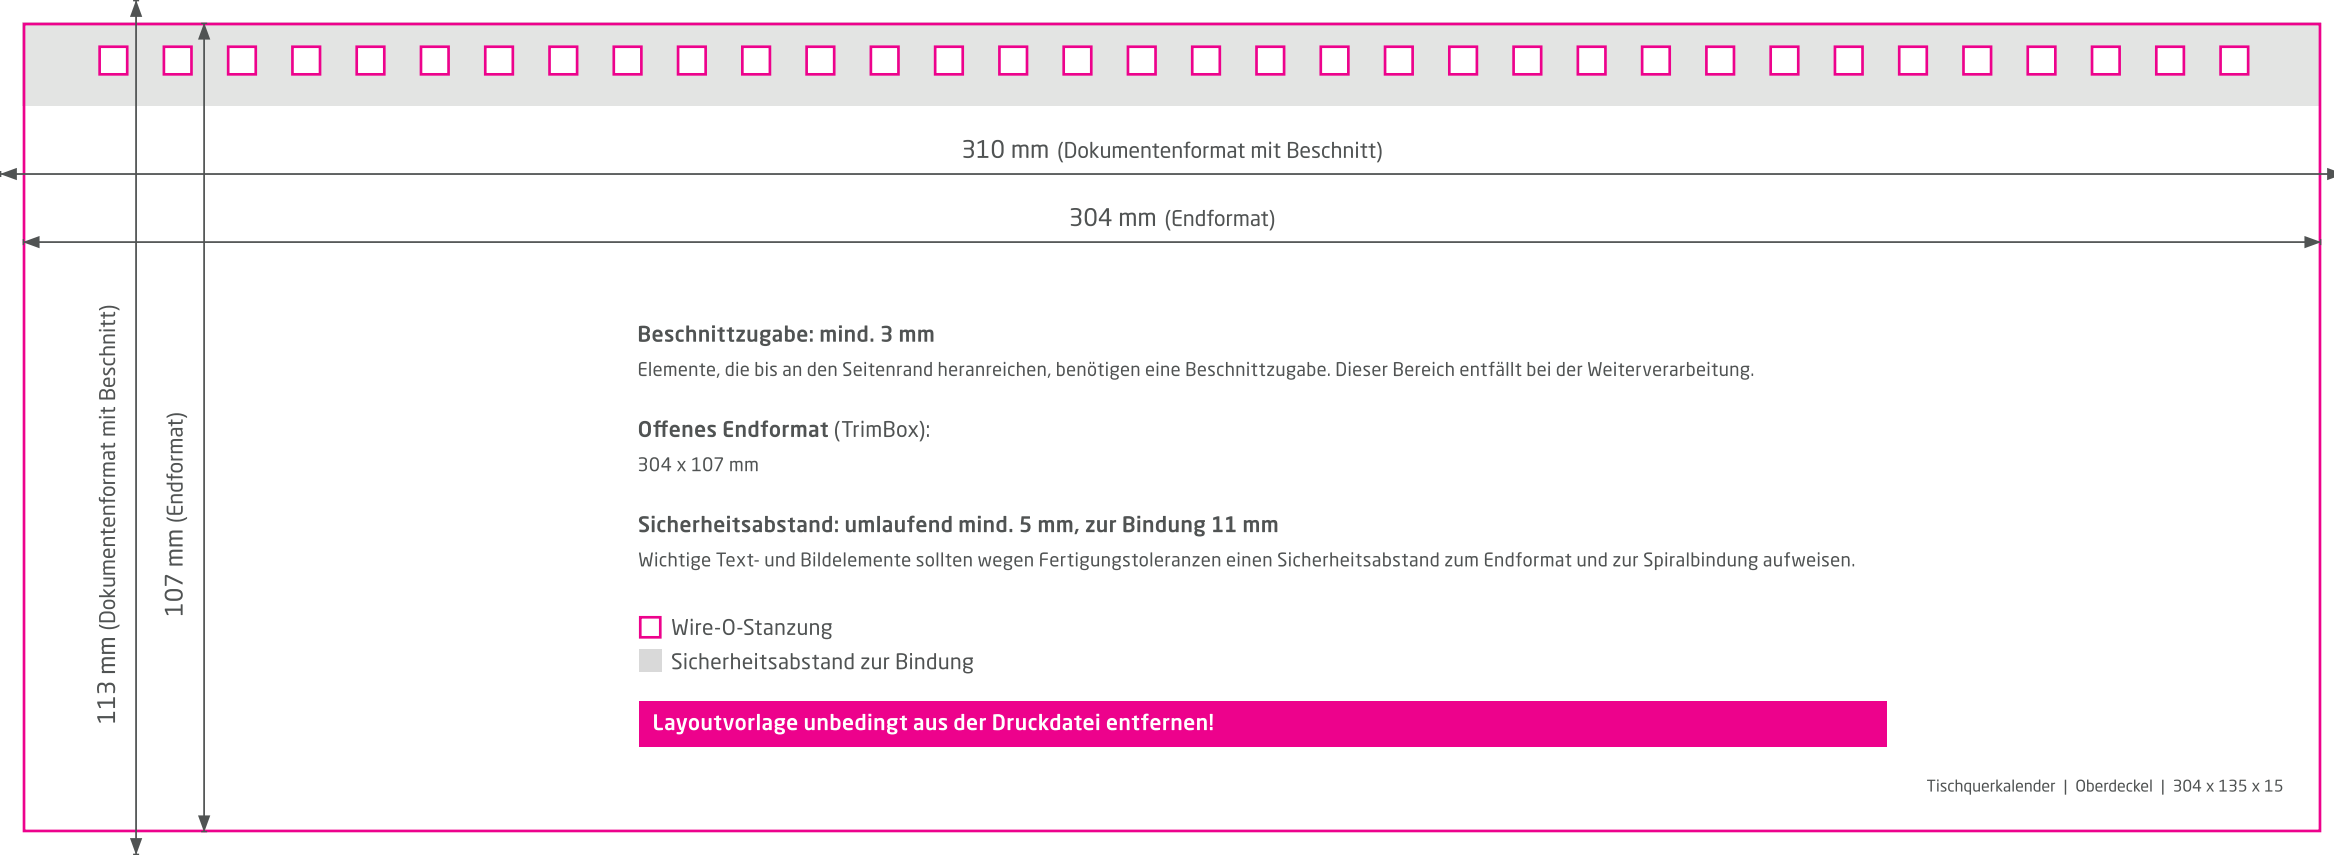 310 mm (Dokumentenformat mit Beschnitt)
304 mm (Endformat)
113 mm (Dokumentenformat mit Beschnitt)
107 mm (Endformat)
Beschnittzugabe: mind. 3 mm
Elemente, die bis an den Seitenrand heranreichen, benötigen eine Beschnittzugabe. Dieser Bereich entfällt bei der Weiterverarbeitung.
Offenes Endformat (TrimBox):
304 x 107 mm
Sicherheitsabstand: umlaufend mind. 5 mm, zur Bindung 11 mm
Wichtige Text- und Bildelemente sollten wegen Fertigungstoleranzen einen Sicherheitsabstand zum Endformat und zur Spiralbindung aufweisen.
Wire-O-Stanzung
Sicherheitsabstand zur Bindung
Layoutvorlage unbedingt aus der Druckdatei entfernen!
Tischquerkalender | Oberdeckel | 304 x 135 x 15